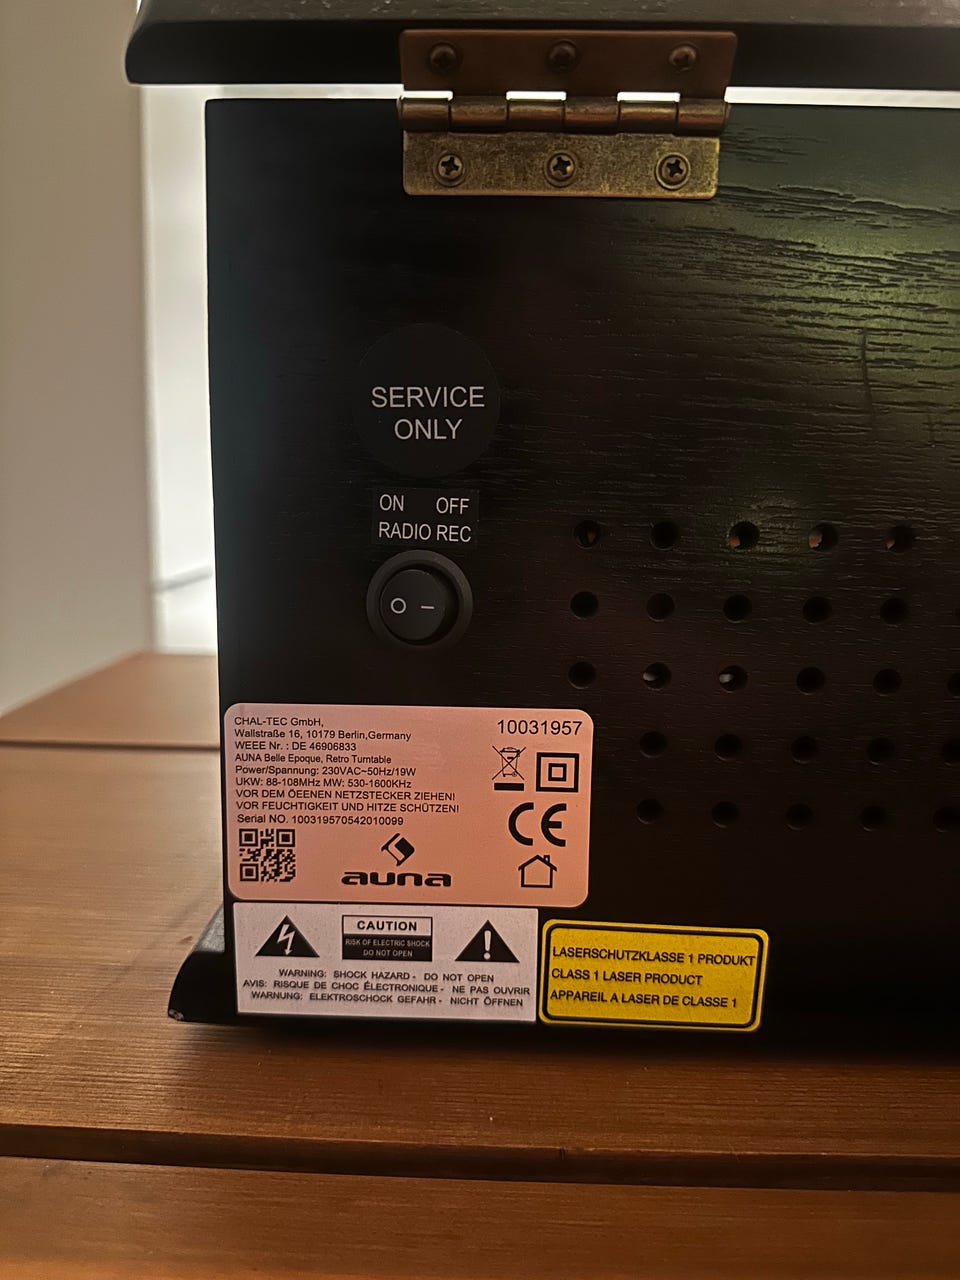 SERVICE
ONLY
ON OFF
RADIO REC
CHAL-TEC GmbH,
Wallstraße 16, 10179 Berlin,Germany
WEEE Nr. : DE 46906833
AUNA Belle Epoque, Retro Turntable
Power/Spannung: 230VAC~50Hz/19W
UKW: 88-108MHz MW: 530-1600KHz
VOR DEM ÖEENEN NETZSTECKER ZIEHEN!
VOR FEUCHTIGKEIT UND HITZE SCHÜTZEN!
Serial NO. 100319570542010099
10031957
CE
auna
CAUTION
RISK OF ELECTRIC SHOCK
DO NOT OPEN
WARNING: SHOCK HAZARD - DO NOT OPEN
AVIS: RISQUE DE CHOC ÉLECTRONIQUE - NE PAS OUVRIR
WARNUNG: ELEKTROSCHOCK GEFAHR - NICHT ÖFFNEN
LASERSCHUTZKLASSE 1 PRODUKT
CLASS 1 LASER PRODUCT
APPAREIL A LASER DE CLASSE 1